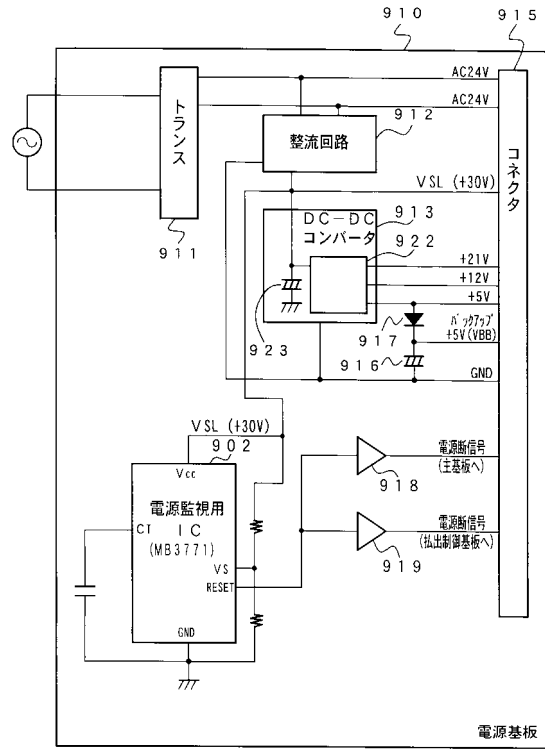 ９１０
９１５
AC24V
AC24V
トランス
９１１
整流回路
９１２
コネクタ
VSL (+30V)
DC－DC
コンバータ
９１３
９２２
+21V
+12V
+5V
９２３
９１７
バックアップ
+5V(VBB)
９１６
GND
VSL (+30V)
９０２
Vcc
電源監視用
IC
(MB3771)
CT
VS
RESET
GND
電源断信号
(主基板へ)
９１８
電源断信号
(払出制御基板へ)
９１９
電源基板